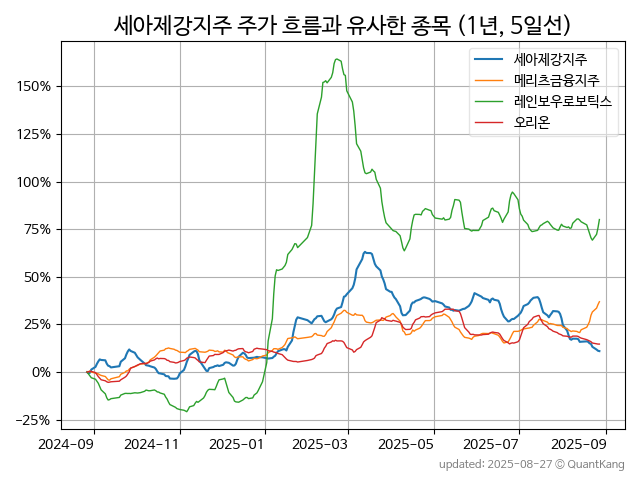 세아제강지주 주가 흐름과 유사한 종목 (1년, 5일선)
세아제강지주
메리츠금융지주
레인보우로보틱스
오리온
150%
125%
100%
75%
50%
25%
0%
−25%
2024-09 2024-11 2025-01 2025-03 2025-05 2025-07 2025-09
updated: 2025-08-27 © QuantKang